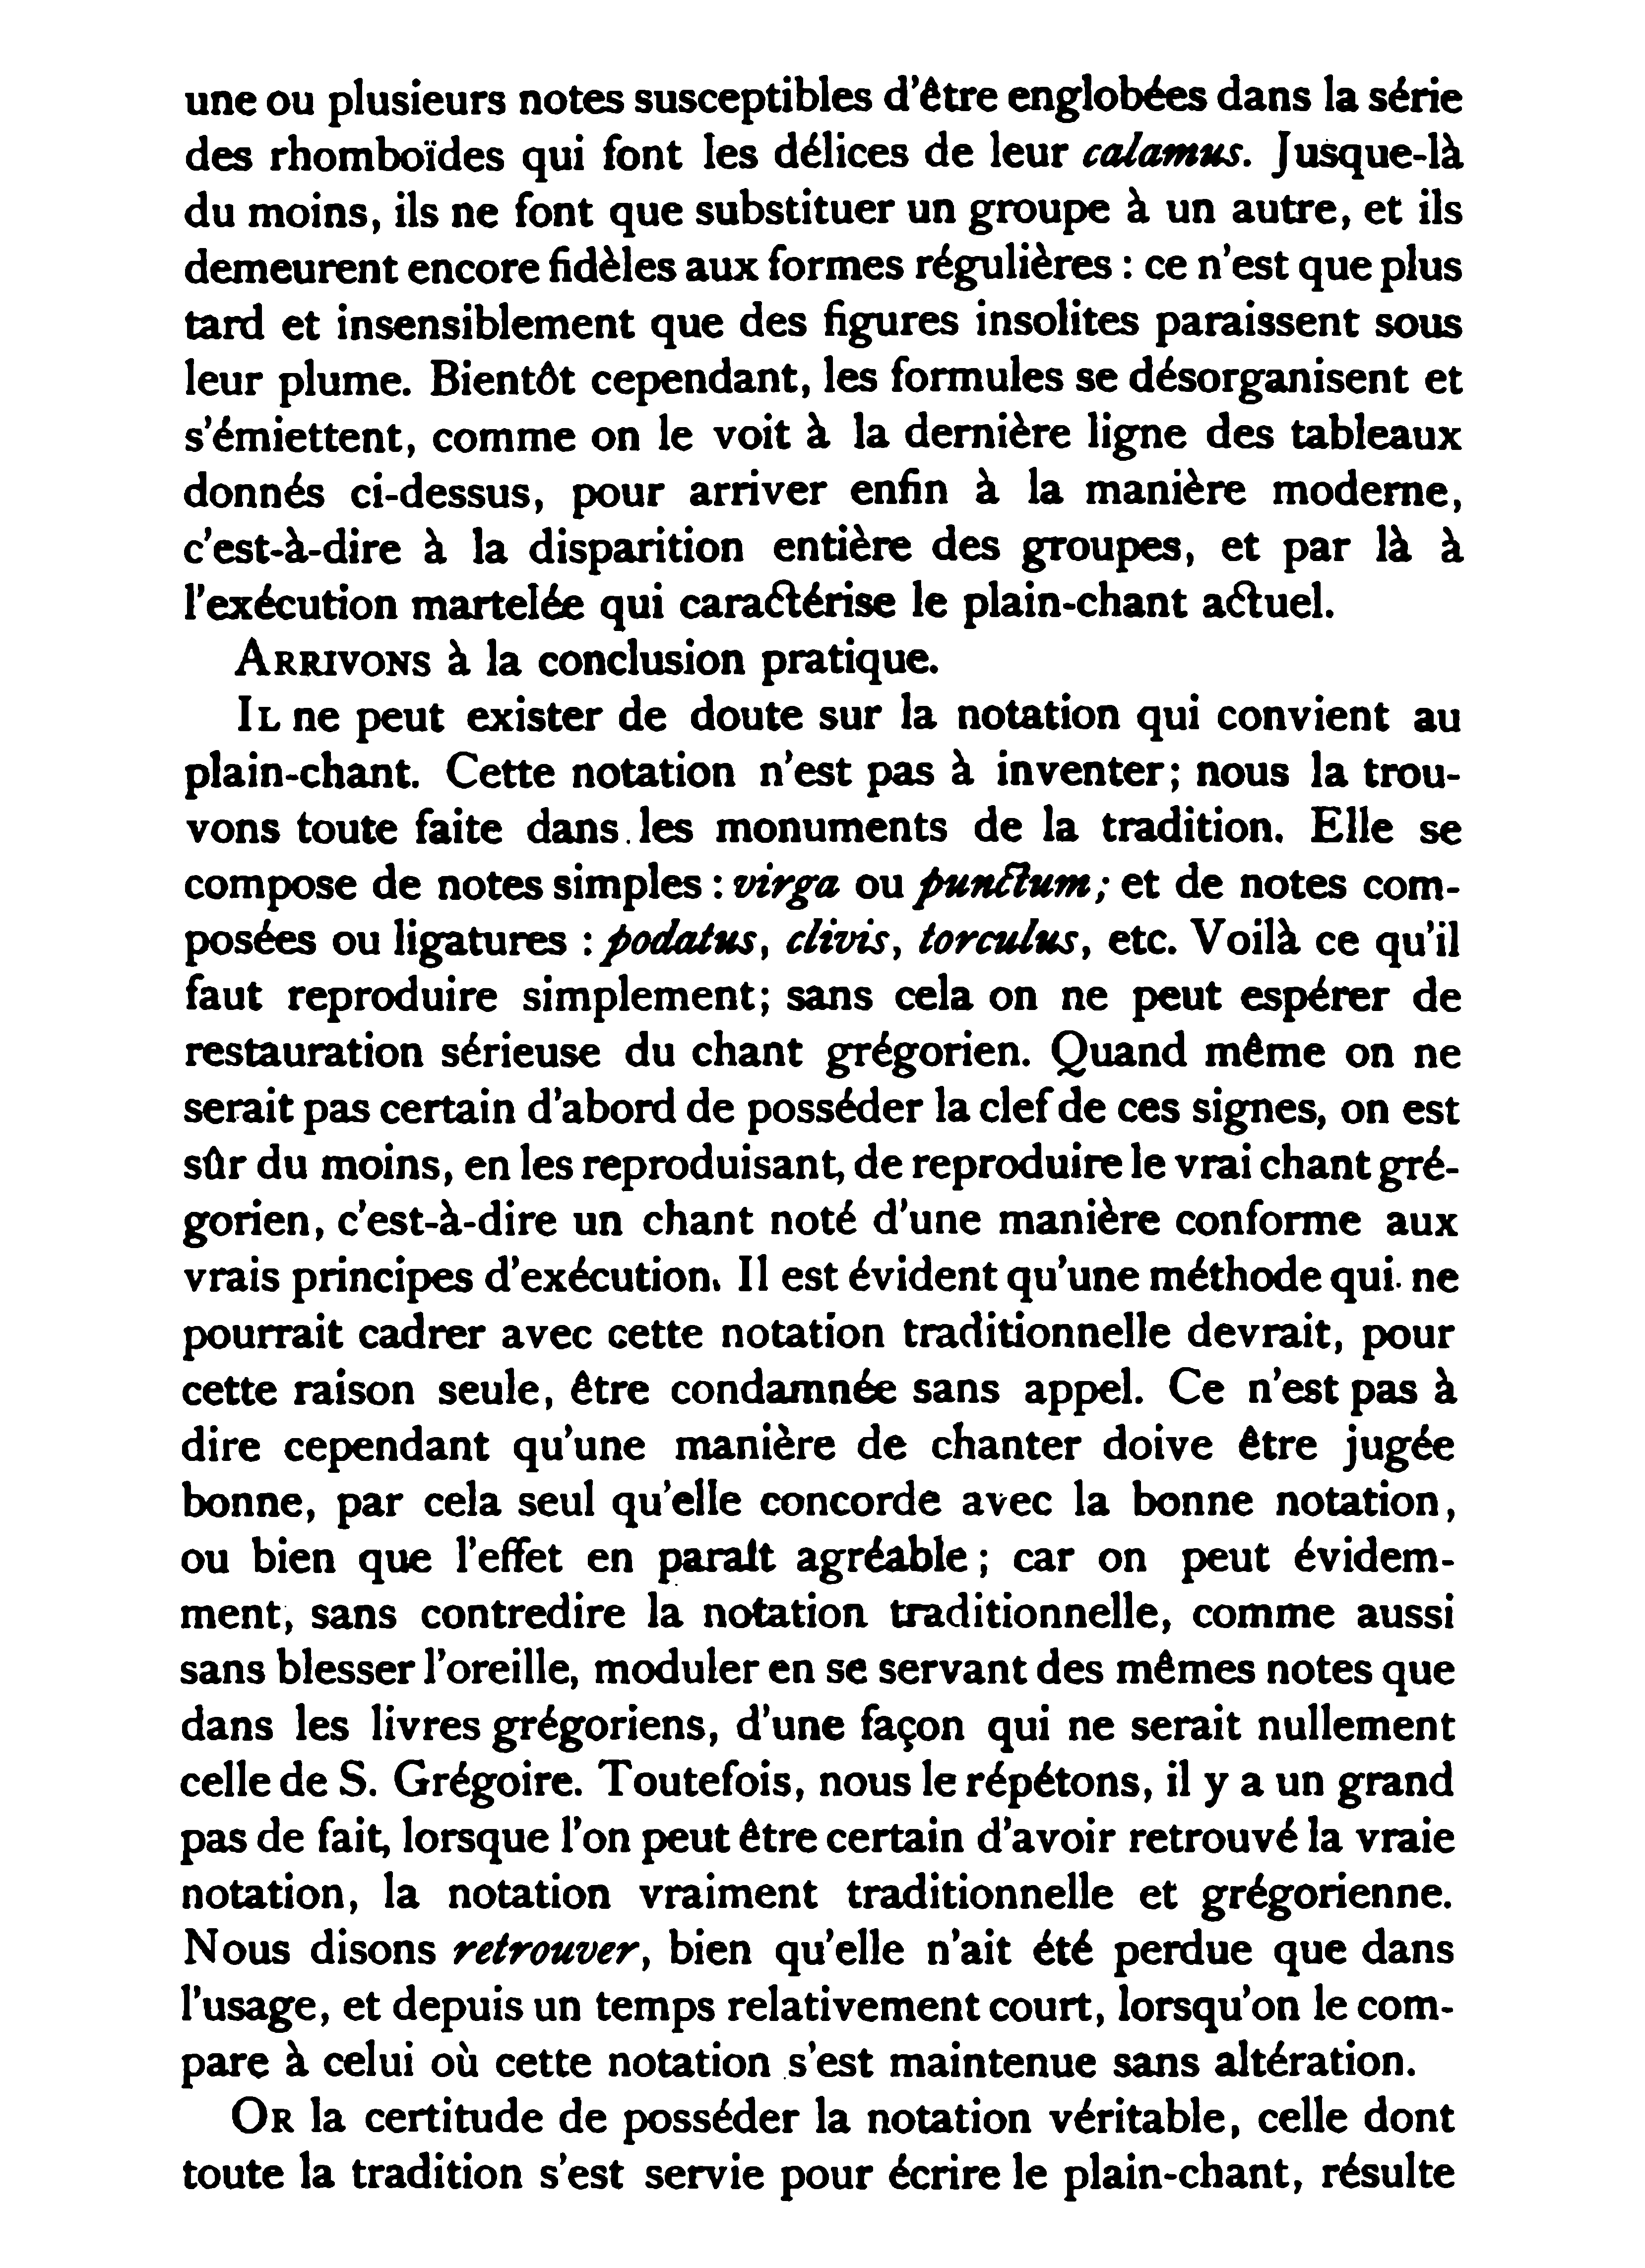 une ou plusieurs notes susceptibles d'être englobées dans la série
des rhomboïdes qui font les délices de leur calamus. Jusque-là
du moins, ils ne font que substituer un groupe à un autre, et ils
demeurent encore fidèles aux formes régulières : ce n'est que plus
tard et insensiblement que des figures insolites paraissent sous
leur plume. Bientôt cependant, les formules se désorganisent et
s'émiettent, comme on le voit à la dernière ligne des tableaux
donnés ci-dessus, pour arriver enfin à la manière moderne,
c'est-à-dire à la disparition entière des groupes, et par là à
l'exécution martelée qui caractérise le plain-chant actuel.
ARRIVONS à la conclusion pratique.
IL ne peut exister de doute sur la notation qui convient au
plain-chant. Cette notation n'est pas à inventer; nous la trou-
vons toute faite dans les monuments de la tradition. Elle se
compose de notes simples : virga ou punctum; et de notes com-
posées ou ligatures : podatus, clivis, torculus, etc. Voilà ce qu'il
faut reproduire simplement; sans cela on ne peut espérer de
restauration sérieuse du chant grégorien. Quand même on ne
serait pas certain d'abord de posséder la clef de ces signes, on est
sûr du moins, en les reproduisant, de reproduire le vrai chant gré-
gorien, c'est-à-dire un chant noté d'une manière conforme aux
vrais principes d'exécution. Il est évident qu'une méthode qui ne
pourrait cadrer avec cette notation traditionnelle devrait, pour
cette raison seule, être condamnée sans appel. Ce n'est pas à
dire cependant qu'une manière de chanter doive être jugée
bonne, par cela seul qu'elle concorde avec la bonne notation,
ou bien que l'effet en paraît agréable ; car on peut évidem-
ment, sans contredire la notation traditionnelle, comme aussi
sans blesser l'oreille, moduler en se servant des mêmes notes que
dans les livres grégoriens, d'une façon qui ne serait nullement
celle de S. Grégoire. Toutefois, nous le répétons, il y a un grand
pas de fait, lorsque l'on peut être certain d'avoir retrouvé la vraie
notation, la notation vraiment traditionnelle et grégorienne.
Nous disons retrouver, bien qu'elle n'ait été perdue que dans
l'usage, et depuis un temps relativement court, lorsqu'on le com-
pare à celui où cette notation s'est maintenue sans altération.
OR la certitude de posséder la notation véritable, celle dont
toute la tradition s'est servie pour écrire le plain-chant, résulte